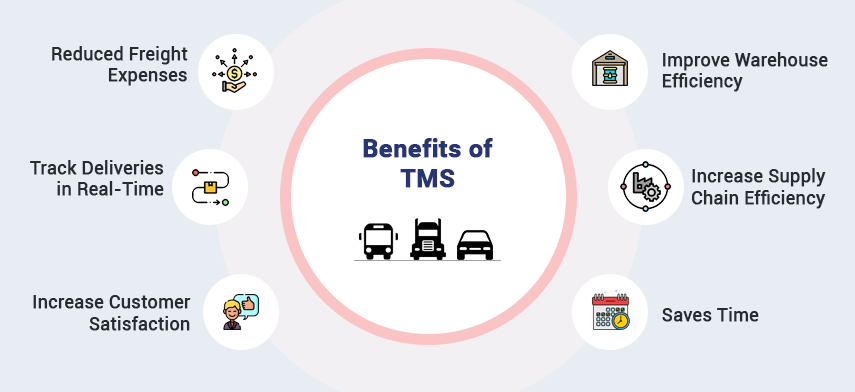 Benefits of
TMS
Reduced Freight
Expenses
Track Deliveries
in Real-Time
Increase Customer
Satisfaction
Improve Warehouse
Efficiency
Increase Supply
Chain Efficiency
Saves Time
$